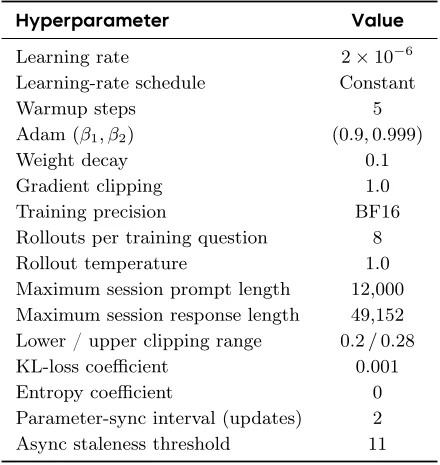 Hyperparameter Value
Learning rate 2 × 10⁻⁶
Learning-rate schedule Constant
Warmup steps 5
Adam (β₁, β₂) (0.9, 0.999)
Weight decay 0.1
Gradient clipping 1.0
Training precision BF16
Rollouts per training question 8
Rollout temperature 1.0
Maximum session prompt length 12,000
Maximum session response length 49,152
Lower / upper clipping range 0.2 / 0.28
KL-loss coefficient 0.001
Entropy coefficient 0
Parameter-sync interval (updates) 2
Async staleness threshold 11